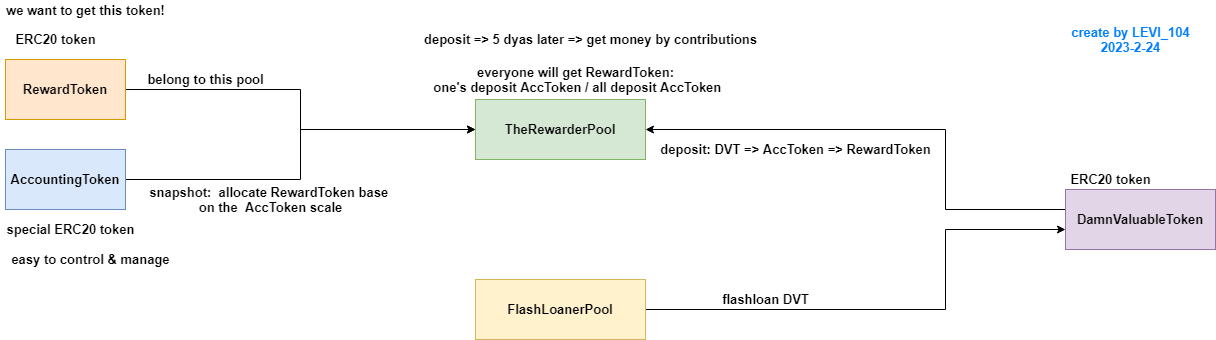 we want to get this token!
ERC20 token
RewardToken
belong to this pool
AccountingToken
snapshot: allocate RewardToken base
on the AccToken scale
special ERC20 token
easy to control & manage
deposit => 5 dyas later => get money by contributions
everyone will get RewardToken:
one's deposit AccToken / all deposit AccToken
TheRewarderPool
deposit: DVT => AccToken => RewardToken
create by LEVI_104
2023-2-24
ERC20 token
DamnValuableToken
FlashLoanerPool
flashloan DVT